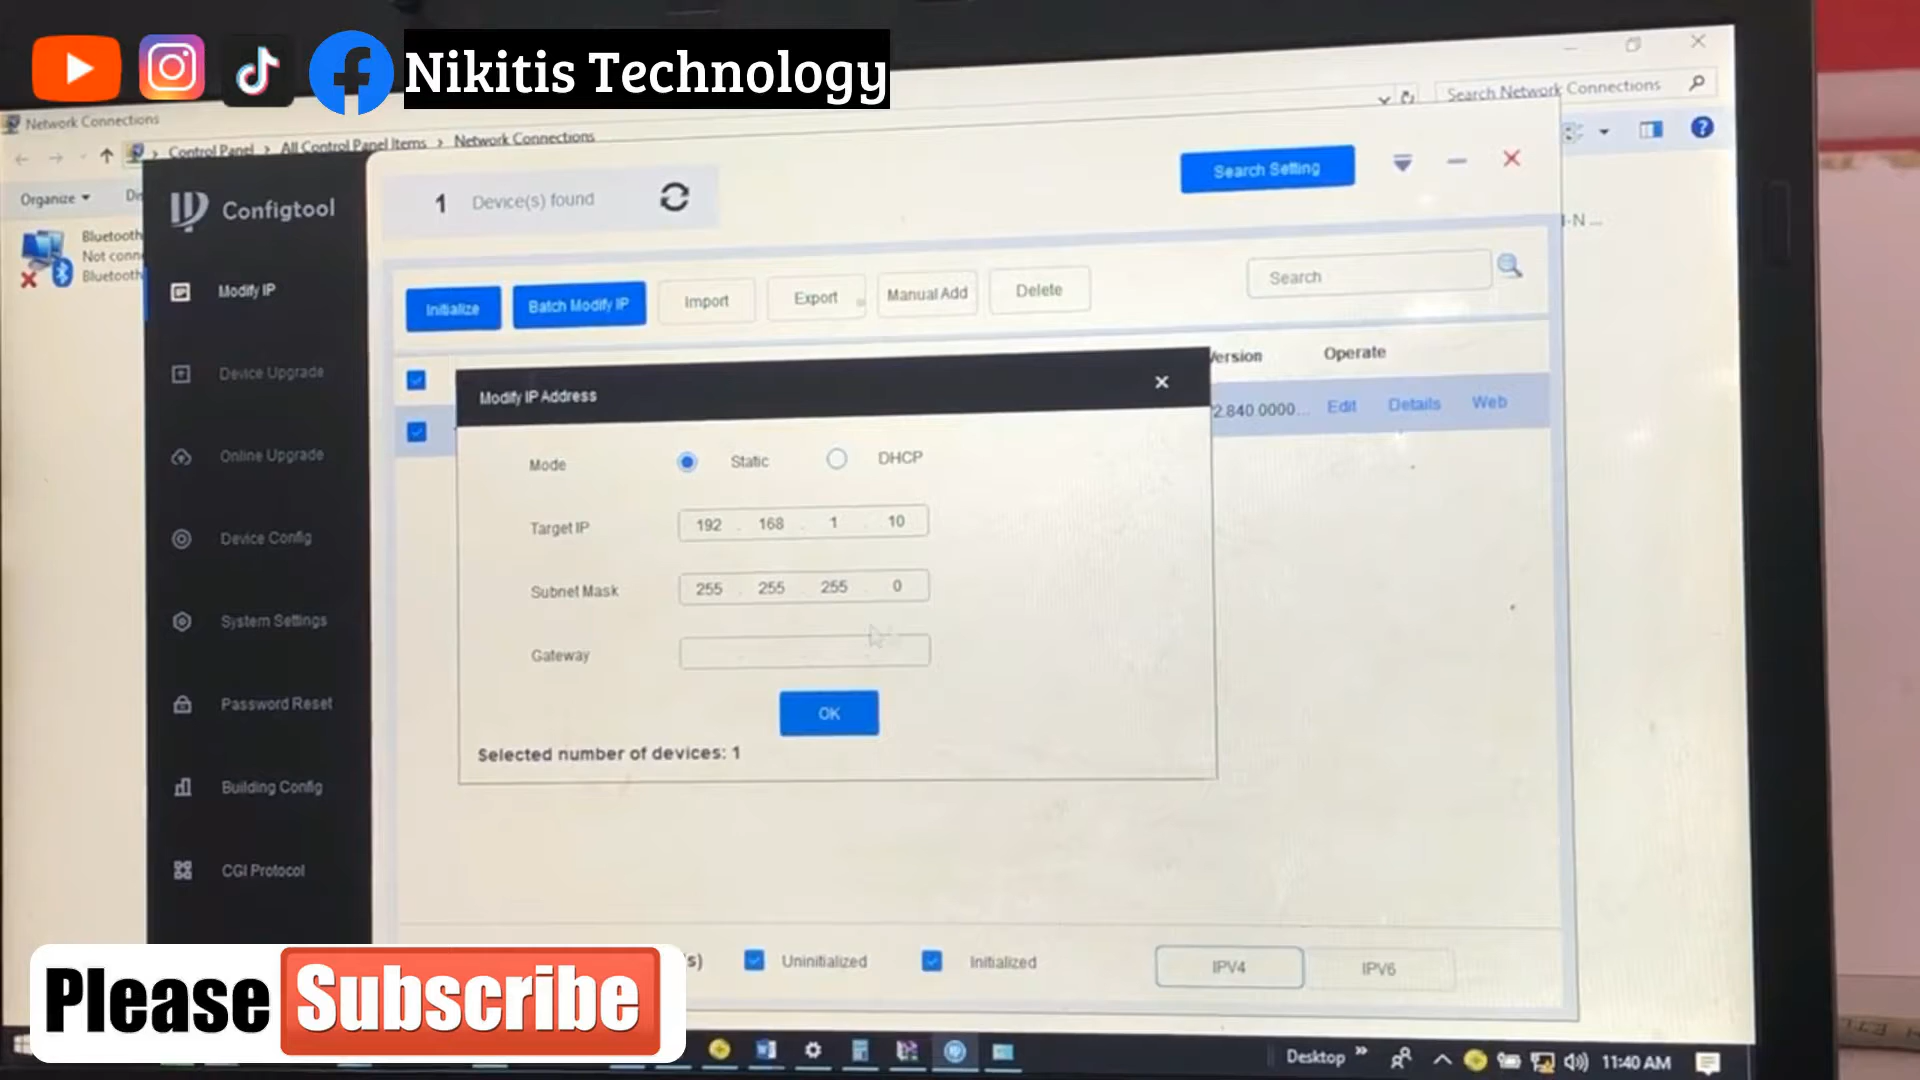 Nikitis Technology
Network Connections
Search Network Connections
Control Panel > All Control Panel Items > Network Connections
Organize
Bluetooth
Not conn
Bluetooth
Configtool
1 Device(s) found
Search Setting
Modify IP
Device Upgrade
Online Upgrade
Device Config
System Settings
Password Reset
Building Config
CGI Protocol
Initialize
Batch Modify IP
Import
Export
Manual Add
Delete
Search
Version
Operate
2.840.0000...
Edit
Details
Web
Modify IP Address
Mode
Static
DHCP
Target IP
192 . 168 . 1 . 10
Subnet Mask
255 . 255 . 255 . 0
Gateway
OK
Selected number of devices: 1
s)
Uninitialized
Initialized
IPV4
IPV6
Please Subscribe
Desktop
11:40 AM